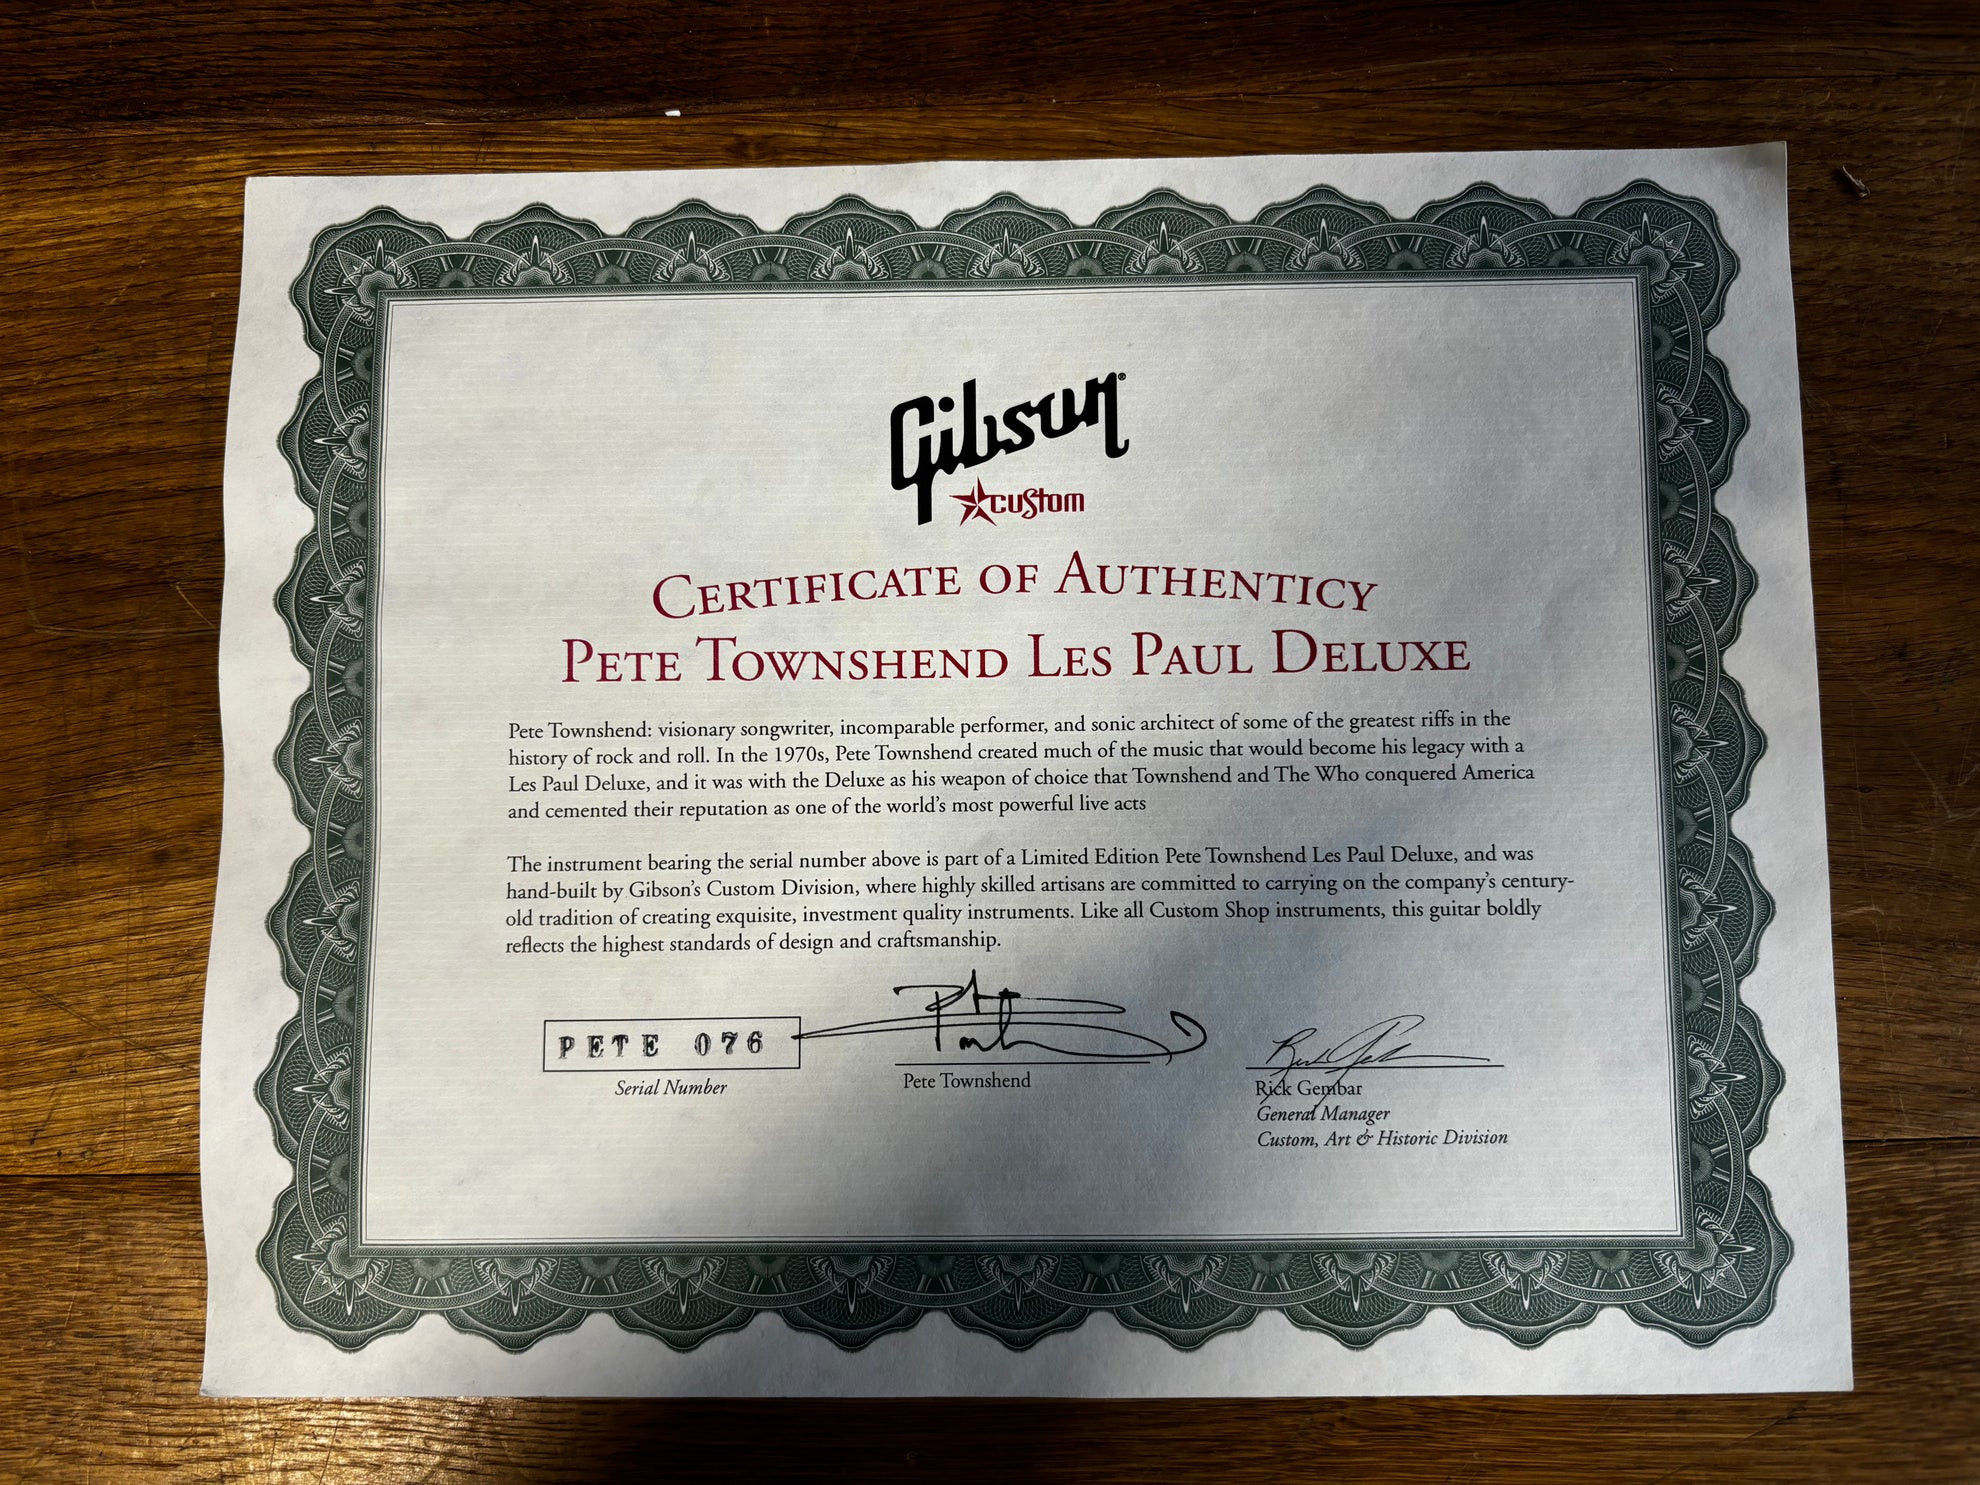 Gibson®
custom
Certificate of Authenticy
Pete Townshend Les Paul Deluxe
Pete Townshend: visionary songwriter, incomparable performer, and sonic architect of some of the greatest riffs in the
history of rock and roll. In the 1970s, Pete Townshend created much of the music that would become his legacy with a
Les Paul Deluxe, and it was with the Deluxe as his weapon of choice that Townshend and The Who conquered America
and cemented their reputation as one of the world's most powerful live acts
The instrument bearing the serial number above is part of a Limited Edition Pete Townshend Les Paul Deluxe, and was
hand-built by Gibson's Custom Division, where highly skilled artisans are committed to carrying on the company's century-
old tradition of creating exquisite, investment quality instruments. Like all Custom Shop instruments, this guitar boldly
reflects the highest standards of design and craftsmanship.
PETE 076
Serial Number
Pete Townshend
Rick Gembar
General Manager
Custom, Art & Historic Division